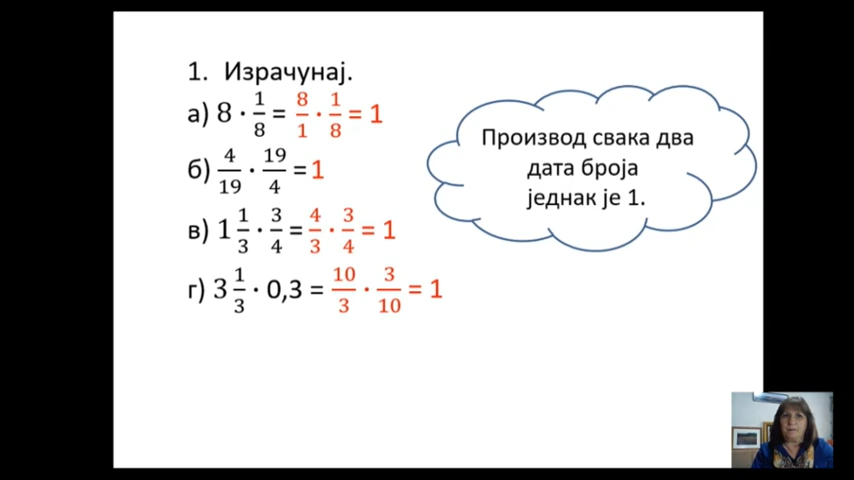 1. Израчунај.
а) 8 · 1/8 = 8/1 · 1/8 = 1
б) 4/19 · 19/4 = 1
в) 1 1/3 · 3/4 = 4/3 · 3/4 = 1
г) 3 1/3 · 0,3 = 10/3 · 3/10 = 1
Производ свака два
дата броја
једнак је 1.